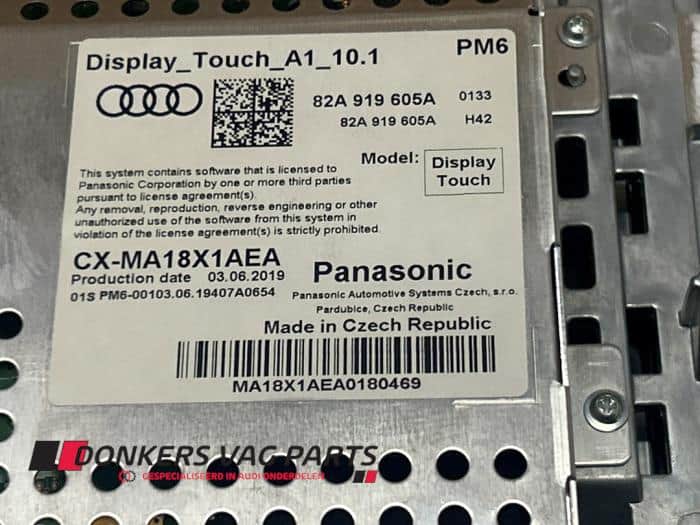 Display_Touch_A1_10.1
PM6
82A 919 605A 0133
82A 919 605A H42
Model: Display Touch
This system contains software that is licensed to
Panasonic Corporation by one or more third parties
pursuant to license agreement(s).
Any removal, reproduction, reverse engineering or other
unauthorized use of the software from this system in
violation of the license agreement(s) is strictly prohibited.
CX-MA18X1AEA
Production date 03.06.2019
01S PM6-00103.06.19407A0654
Panasonic
Panasonic Automotive Systems Czech, s.r.o.
Pardubice, Czech Republic
Made in Czech Republic
MA18X1AEA0180469
DONKERS VAG PARTS
GESPECIALISEERD IN AUDI ONDERDELEN